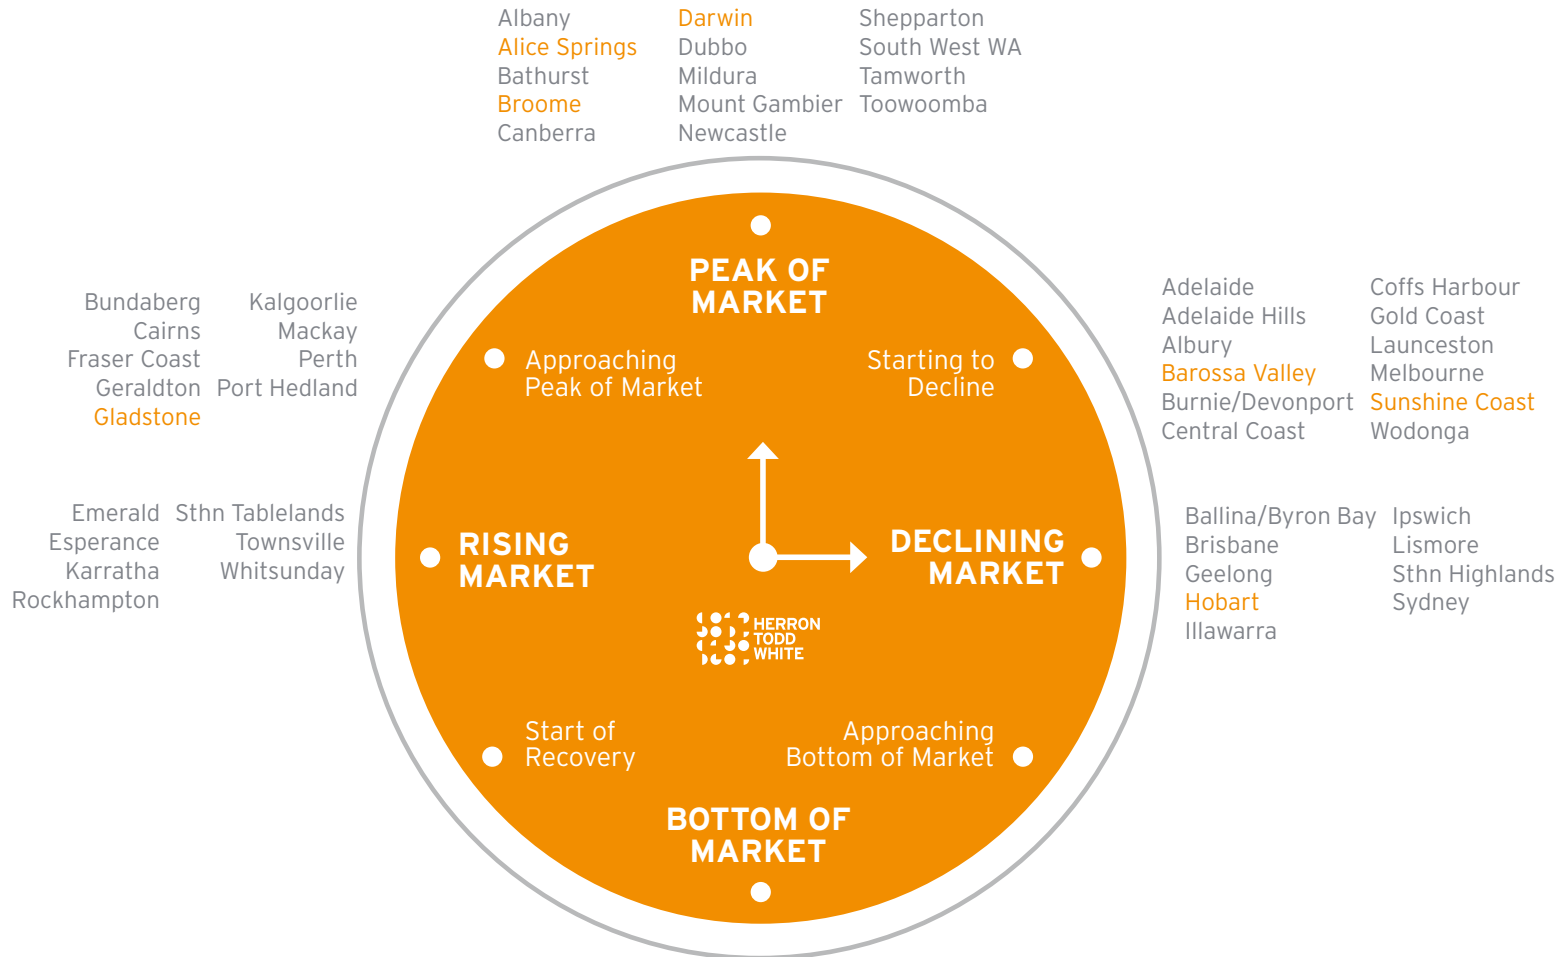 Albany
Alice Springs
Bathurst
Broome
Canberra
Darwin
Dubbo
Mildura
Mount Gambier
Newcastle
Shepparton
South West WA
Tamworth
Toowoomba
PEAK OF
MARKET
Bundaberg
Cairns
Fraser Coast
Geraldton
Gladstone
Kalgoorlie
Mackay
Perth
Port Hedland
Approaching
Peak of Market
Starting to
Decline
Adelaide
Adelaide Hills
Albury
Barossa Valley
Burnie/Devonport
Central Coast
Coffs Harbour
Gold Coast
Launceston
Melbourne
Sunshine Coast
Wodonga
Emerald
Esperance
Karratha
Rockhampton
Sthn Tablelands
Townsville
Whitsunday
RISING
MARKET
DECLINING
MARKET
Ballina/Byron Bay
Brisbane
Geelong
Hobart
Illawarra
Ipswich
Lismore
Sthn Highlands
Sydney
HERRON
TODD
WHITE
Start of
Recovery
Approaching
Bottom of Market
BOTTOM OF
MARKET